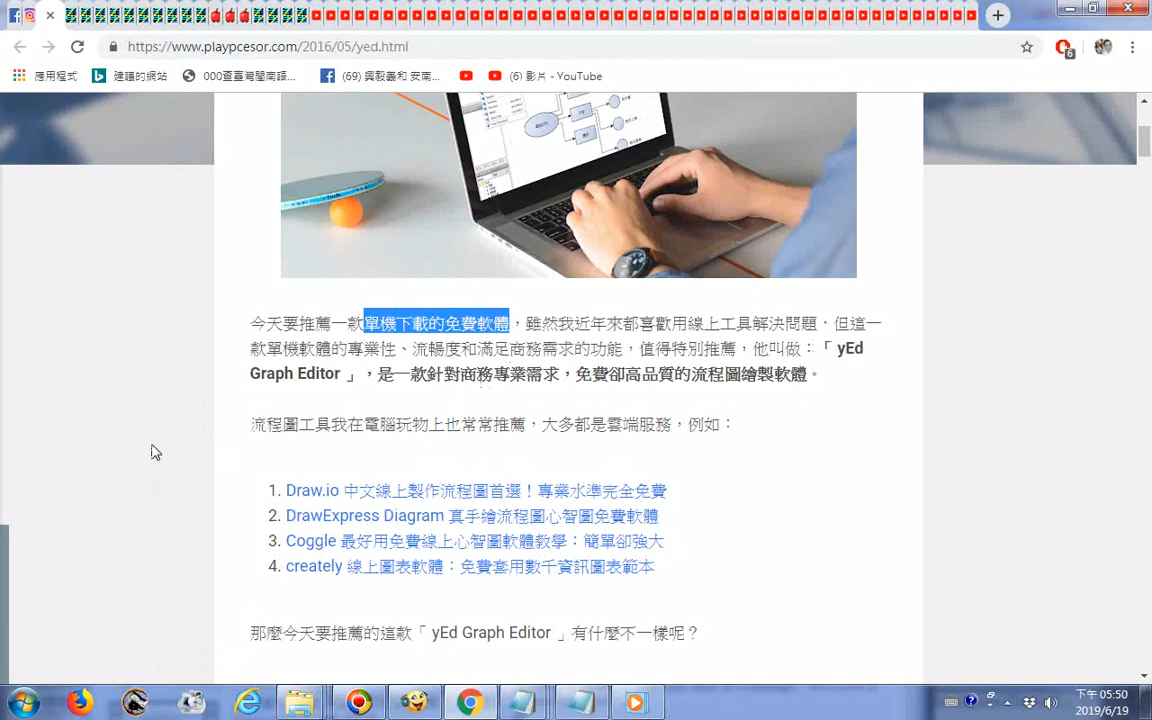 https://www.playpcesor.com/2016/05/yed.html
6
應用程式
建議的網站
000查臺灣閩南語...
(69) 興毅義和 安南...
(6) 影片 - YouTube
今天要推薦一款單機下載的免費軟體，雖然我近年來都喜歡用線上工具解決問題，但這一
款單機軟體的專業性、流暢度和滿足商務需求的功能，值得特別推薦，他叫做：「 yEd
Graph Editor 」，是一款針對商務專業需求，免費卻高品質的流程圖繪製軟體。
流程圖工具我在電腦玩物上也常常推薦，大多都是雲端服務，例如：
1. Draw.io 中文線上製作流程圖首選！專業水準完全免費
2. DrawExpress Diagram 真手繪流程圖心智圖免費軟體
3. Coggle 最好用免費線上心智圖軟體教學：簡單卻強大
4. creately 線上圖表軟體：免費套用數千資訊圖表範本
那麼今天要推薦的這款「 yEd Graph Editor 」有什麼不一樣呢？
下午 05:50
2019/6/19